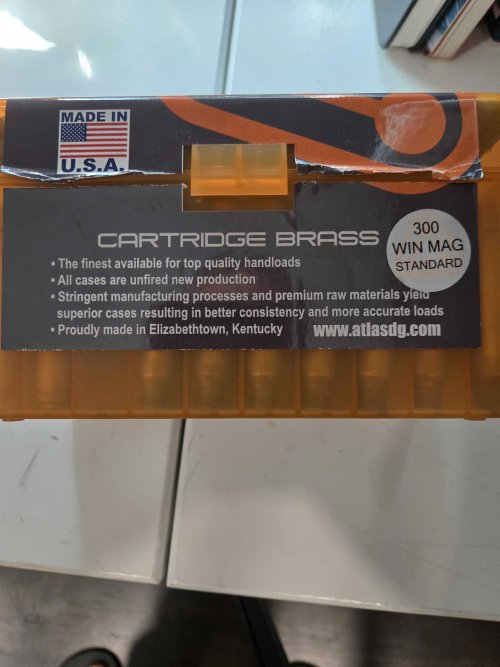 MADE IN
U.S.A.
CARTRIDGE BRASS
300
WIN MAG
STANDARD
• The finest available for top quality handloads
• All cases are unfired new production
• Stringent manufacturing processes and premium raw materials yield
superior cases resulting in better consistency and more accurate loads
• Proudly made in Elizabethtown, Kentucky www.atlasdg.com